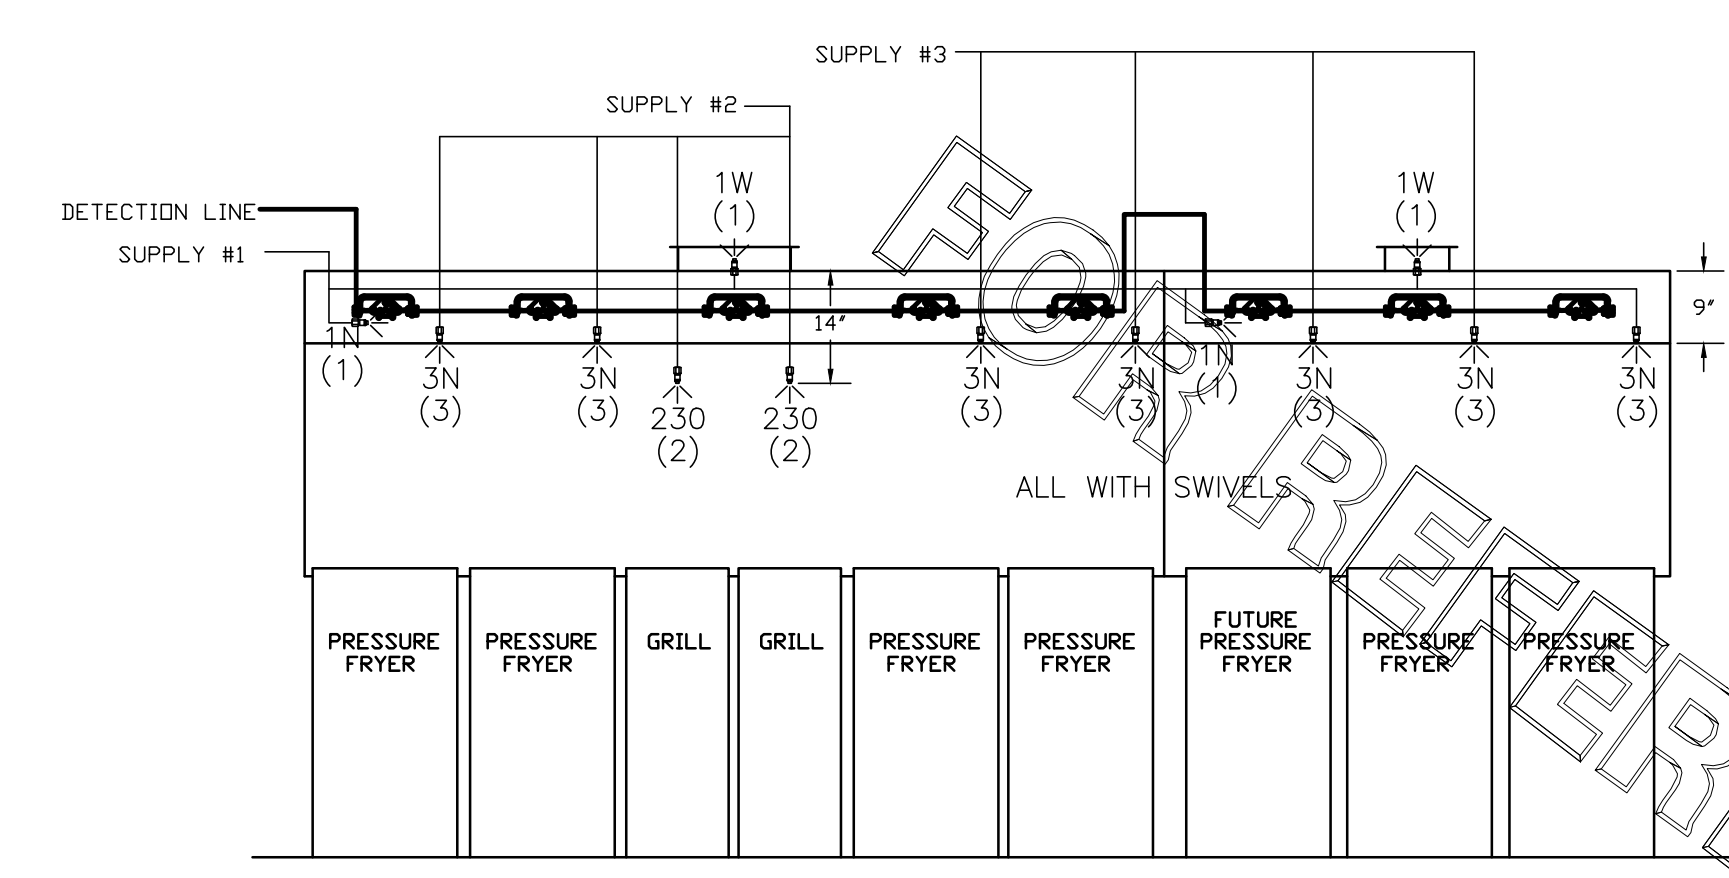 SUPPLY #3
SUPPLY #2
1W
(1)
1W
(1)
DETECTION LINE
SUPPLY #1
9"
14"
1N
(1)
3N
(3)
3N
(3)
230
(2)
230
(2)
3N
(3)
3N
(3)
1N
(1)
3N
(3)
3N
(3)
3N
(3)
ALL WITH SWIVELS
PRESSURE
FRYER
PRESSURE
FRYER
GRILL
GRILL
PRESSURE
FRYER
PRESSURE
FRYER
FUTURE
PRESSURE
FRYER
PRESSURE
FRYER
PRESSURE
FRYER
FOR REFER